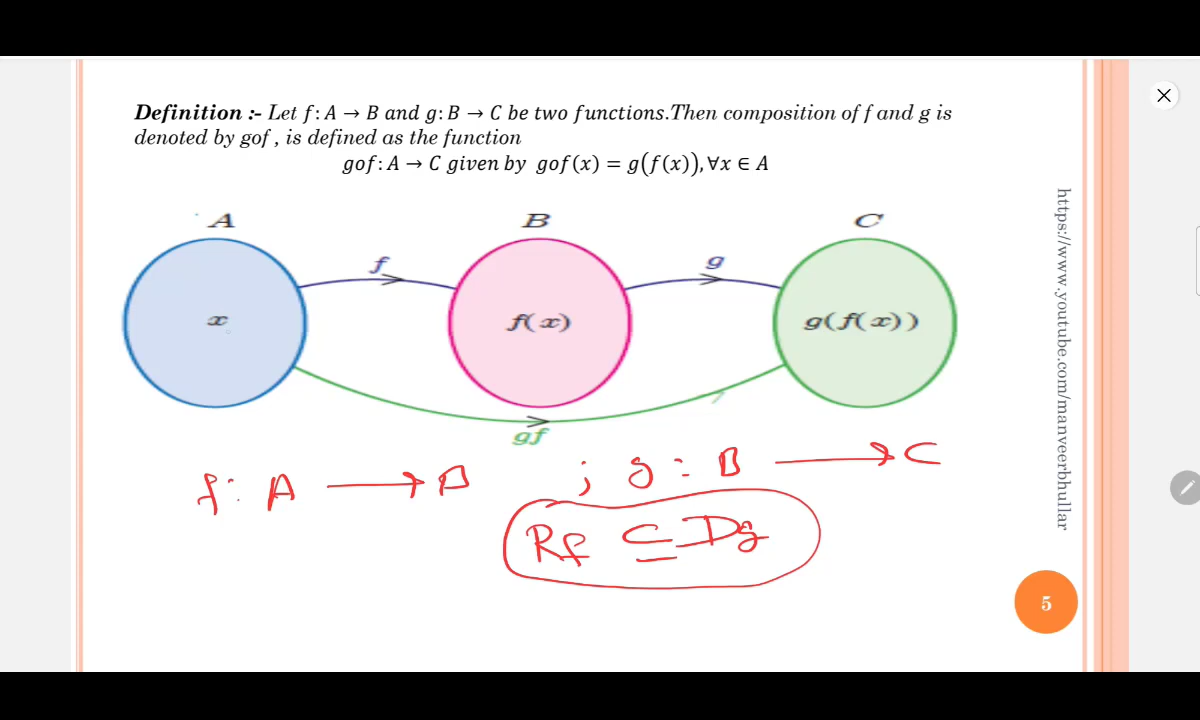 Definition :- Let f: A → B and g: B → C be two functions.Then composition of f and g is
denoted by gof , is defined as the function
gof: A → C given by gof(x) = g(f(x)), ∀x ∈ A
A B C
f g
x f(x) g(f(x))
gf
f: A → B ; g: B → C
Rf ⊆ Dg
https://www.youtube.com/manveerbhullar
5